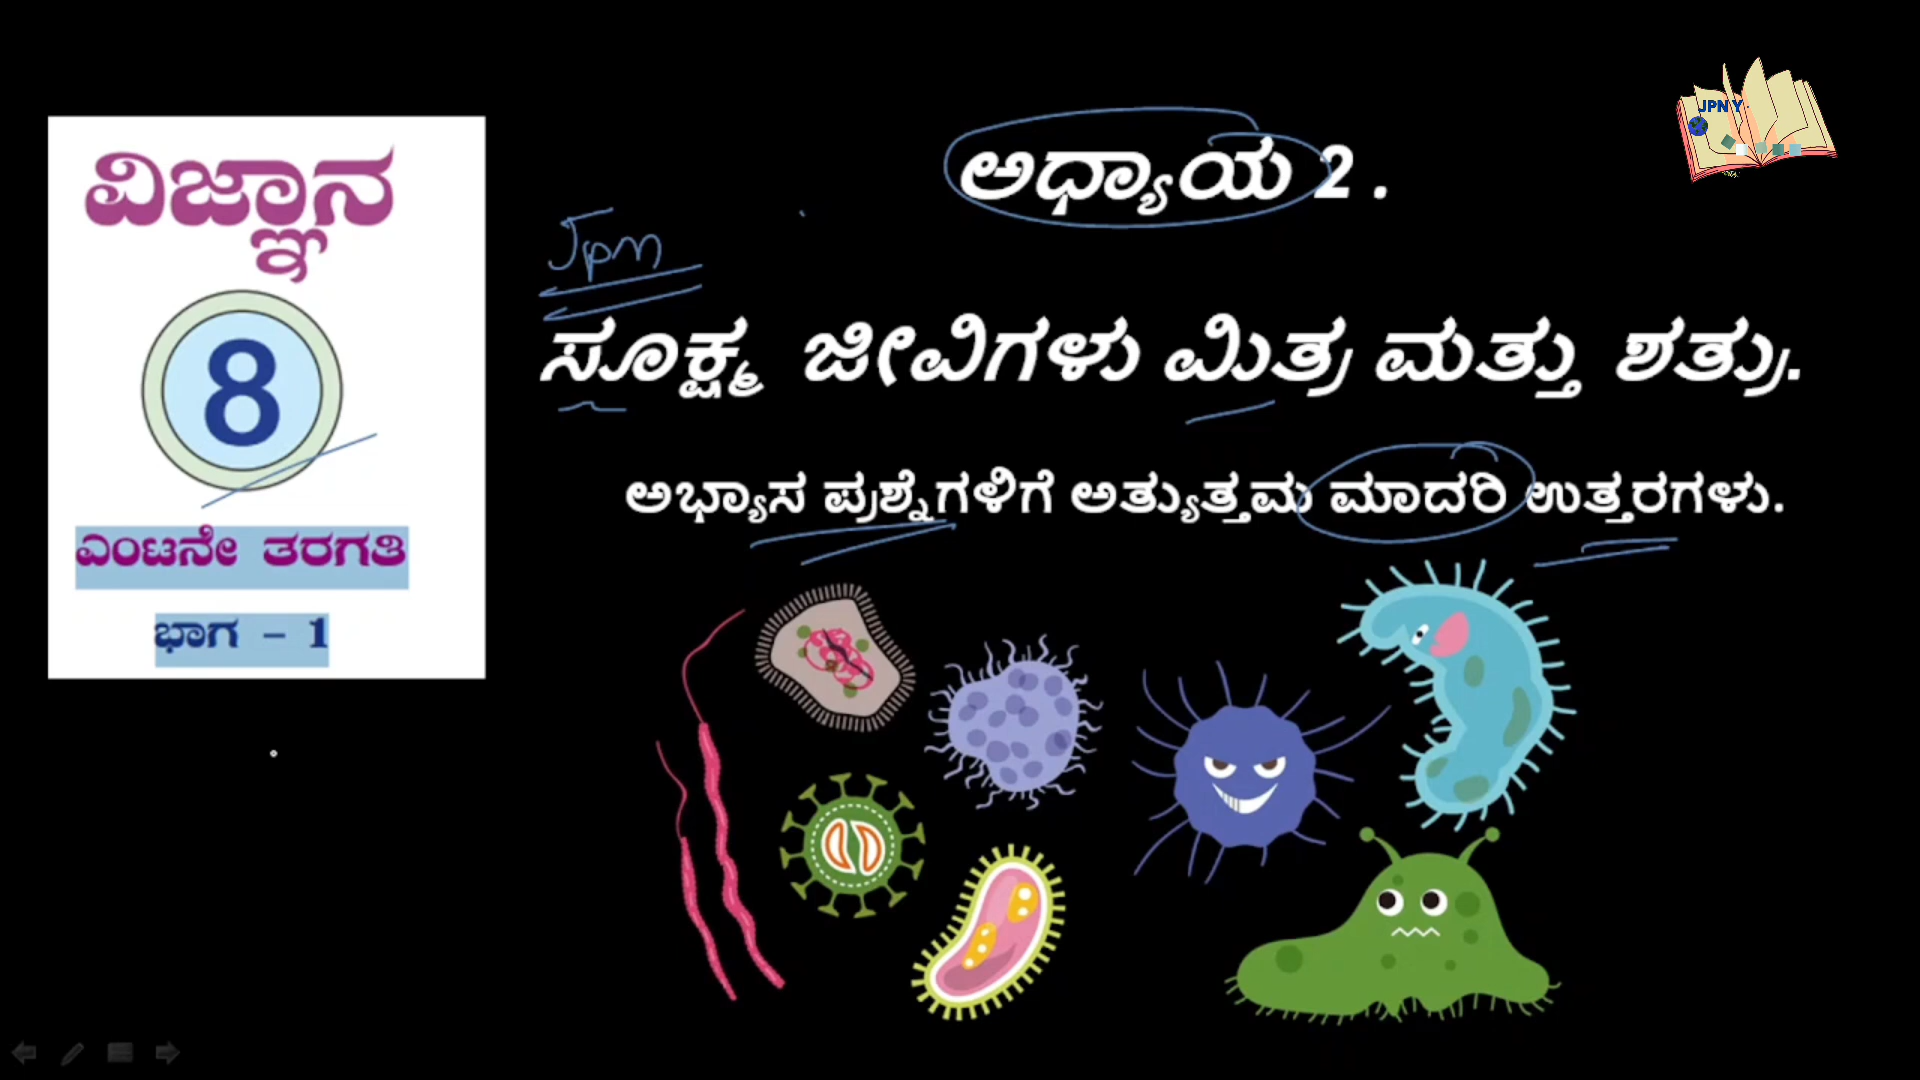 ವಿಜ್ಞಾನ
8
ಎಂಟನೇ ತರಗತಿ
ಭಾಗ – 1
JPN Y
ಅಧ್ಯಾಯ 2 .
Jpm
ಸೂಕ್ಷ್ಮ ಜೀವಿಗಳು ಮಿತ್ರ ಮತ್ತು ಶತ್ರು.
ಅಭ್ಯಾಸ ಪ್ರಶ್ನೆಗಳಿಗೆ ಅತ್ಯುತ್ತಮ ಮಾದರಿ ಉತ್ತರಗಳು.